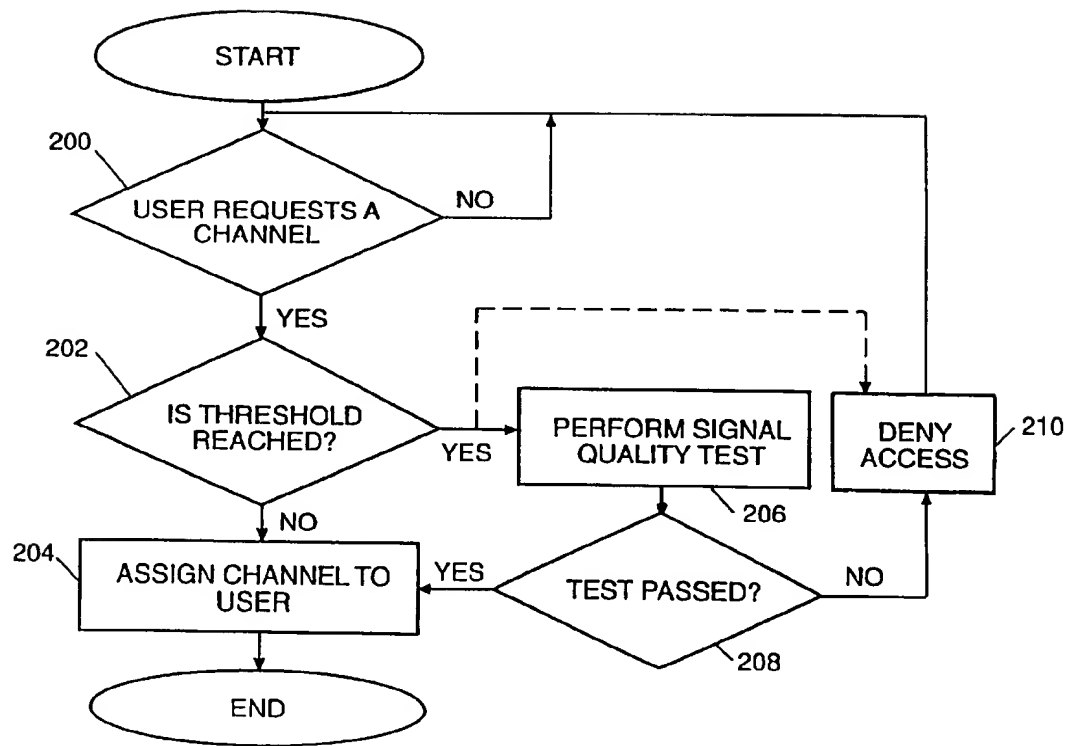 START
200
USER REQUESTS A
CHANNEL
NO
YES
202
IS THRESHOLD
REACHED?
YES
PERFORM SIGNAL
QUALITY TEST
206
DENY
ACCESS
210
NO
204
ASSIGN CHANNEL TO
USER
YES
TEST PASSED?
NO
208
END